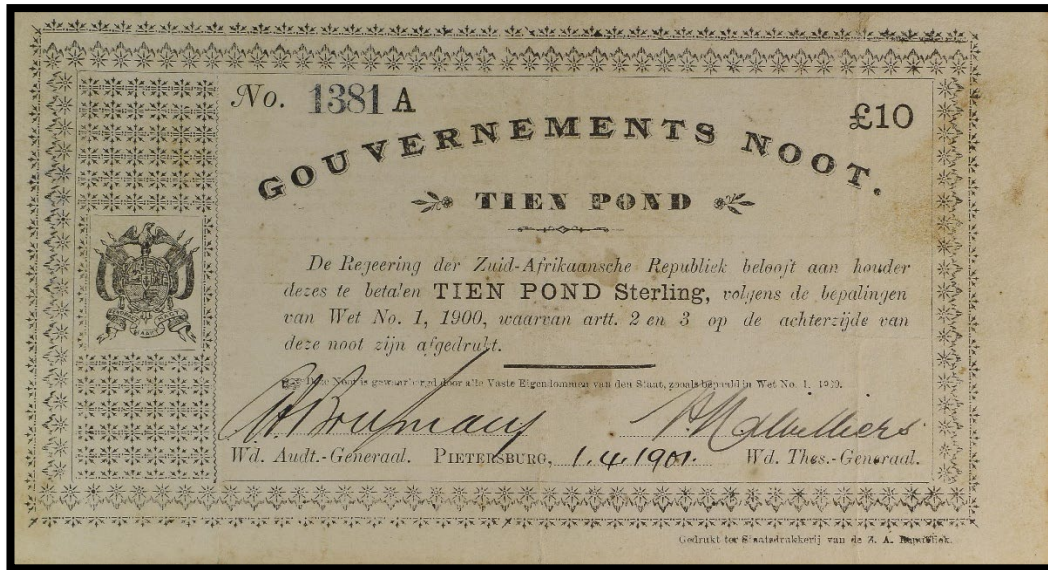 No. 1381 A £10
GOUVERNEMENTS NOOT.
TIEN POND
De Regeering der Zuid-Afrikaansche Republiek belooft aan houder
dezes te betalen TIEN POND Sterling, volgens de bepalingen
van Wet No. 1, 1900, waarvan artt. 2 en 3 op de achterzijde van
deze noot zijn afgedrukt.
Deze Noot is gewaarborgd door alle Vaste Eigendommen van den Staat, zooals bepaald in Wet No. 1. 1900.
Wd. Audt.-Generaal. PIETERSBURG, 1.4.1901. Wd. Thes.-Generaal.
Gedrukt ter Staatsdrukkerij van de Z. A. Republiek.